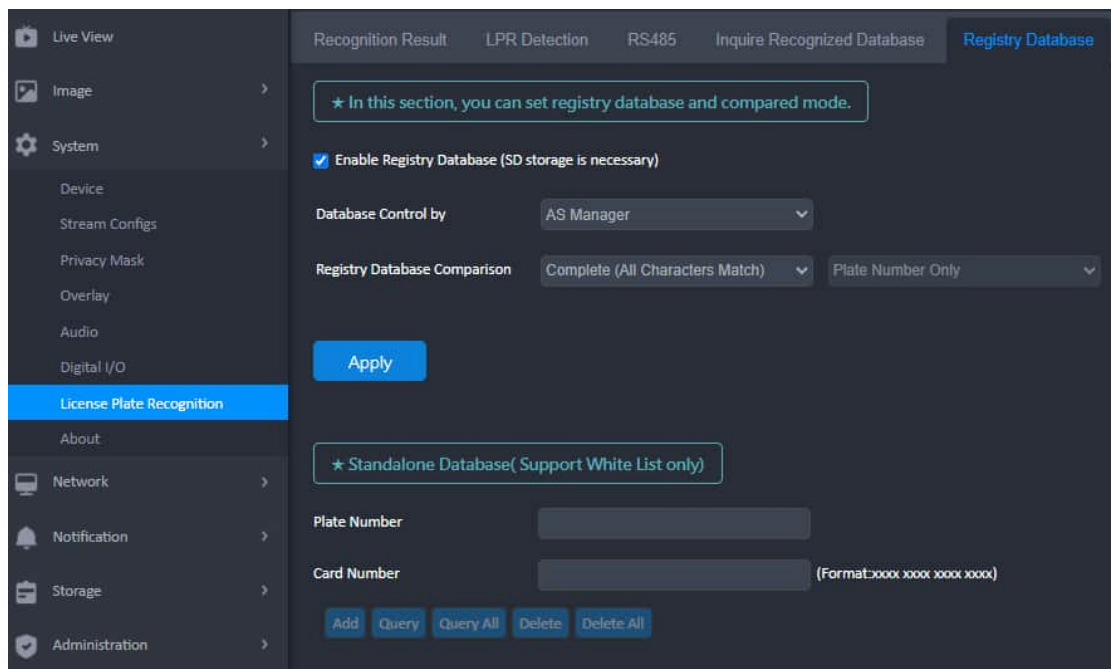 Live View
Image
System
Device
Stream Configs
Privacy Mask
Overlay
Audio
Digital I/O
License Plate Recognition
About
Network
Notification
Storage
Administration
Recognition Result LPR Detection RS485 Inquire Recognized Database Registry Database
★ In this section, you can set registry database and compared mode.
Enable Registry Database (SD storage is necessary)
Database Control by AS Manager
Registry Database Comparison Complete (All Characters Match) Plate Number Only
Apply
★ Standalone Database( Support White List only)
Plate Number
Card Number (Format:xxxx xxxx xxxx xxxx)
Add Query Query All Delete Delete All